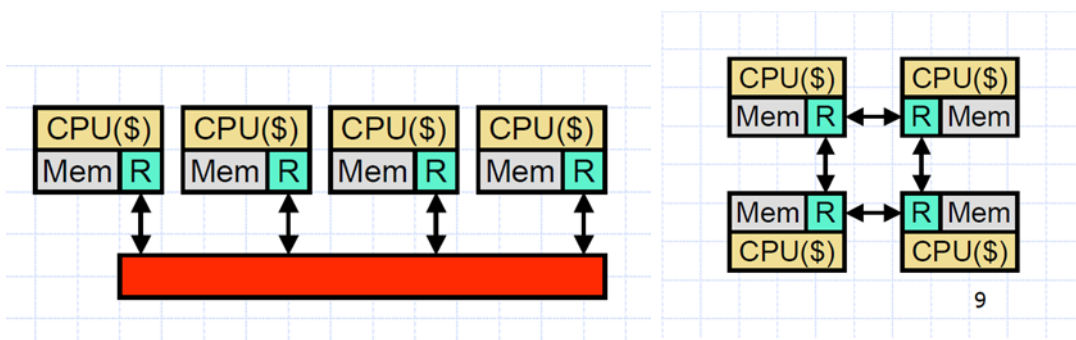 CPU($) CPU($) CPU($) CPU($)
Mem R Mem R Mem R Mem R
CPU($) CPU($)
Mem R R Mem
Mem R R Mem
CPU($) CPU($)
9